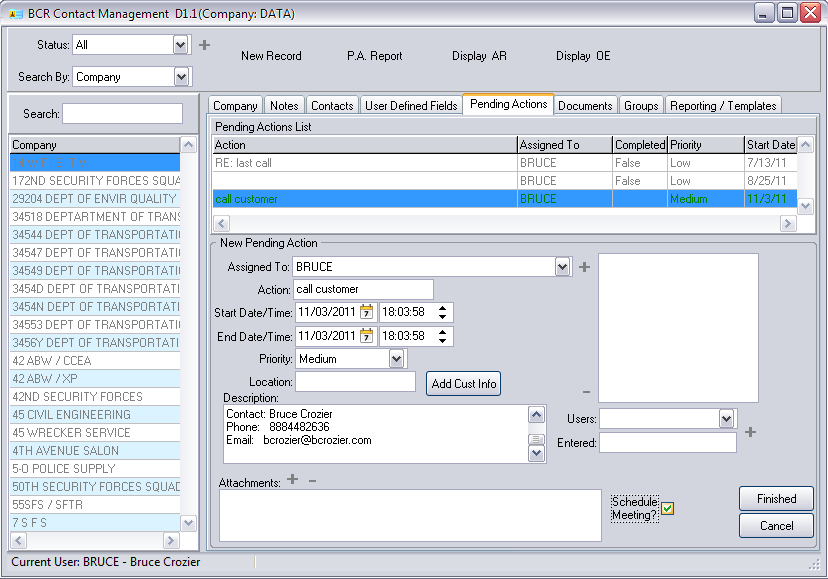 BCR Contact Management D1.1(Company: DATA)
Status: All
New Record P.A. Report Display AR Display OE
Search By: Company
Search:
Company Notes Contacts User Defined Fields Pending Actions Documents Groups Reporting / Templates
Company
172ND SECURITY FORCES SQUA
29204 DEPT OF ENVIR QUALITY
34518 DEPTARTMENT OF TRANS
34544 DEPT OF TRANSPORTATI
34547 DEPT OF TRANSPORTATI
34549 DEPT OF TRANSPORTATI
3454D DEPT OF TRANSPORTATI
3454N DEPT OF TRANSPORTATI
34553 DEPT OF TRANSPORTATI
3456Y DEPT OF TRANSPORTATI
42 ABW / CCEA
42 ABW / XP
42ND SECURITY FORCES
45 CIVIL ENGINEERING
45 WRECKER SERVICE
4TH AVENUE SALON
5-0 POLICE SUPPLY
50TH SECURITY FORCES SQUAD
55SFS / SFTR
7 S F S
Pending Actions List
Action Assigned To Completed Priority Start Date
RE: last call BRUCE False Low 7/13/11
BRUCE False Low 8/25/11
call customer BRUCE Medium 11/3/11
New Pending Action
Assigned To: BRUCE
Action: call customer
Start Date/Time: 11/03/2011 7 18:03:58
End Date/Time: 11/03/2011 7 18:03:58
Priority: Medium
Location: Add Cust Info
Description:
Contact: Bruce Crozier
Phone: 8884482636
Email: bcrozier@bcrozier.com
Users:
Entered:
Attachments:
Schedule
Meeting?
Finished
Cancel
Current User: BRUCE - Bruce Crozier